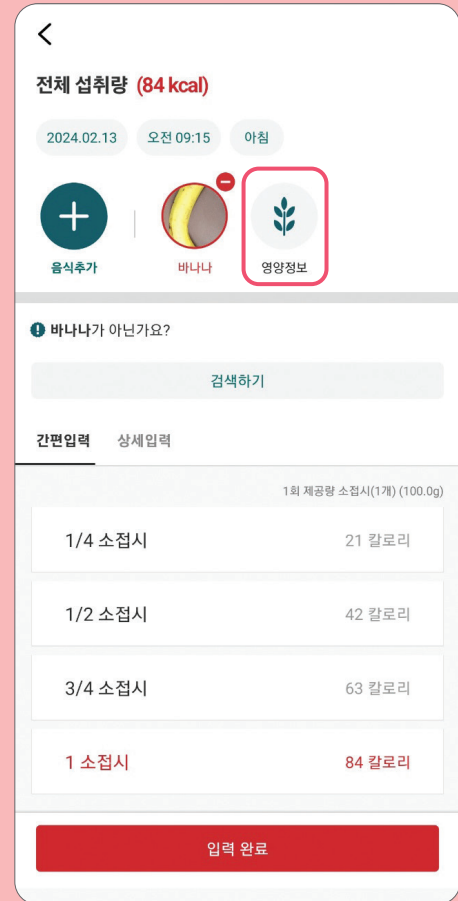 전체 섭취량 (84 kcal)
2024.02.13 오전 09:15 아침
음식추가 바나나 영양정보
바나나가 아닌가요?
검색하기
간편입력 상세입력
1회 제공량 소접시(1개) (100.0g)
1/4 소접시 21 칼로리
1/2 소접시 42 칼로리
3/4 소접시 63 칼로리
1 소접시 84 칼로리
입력 완료